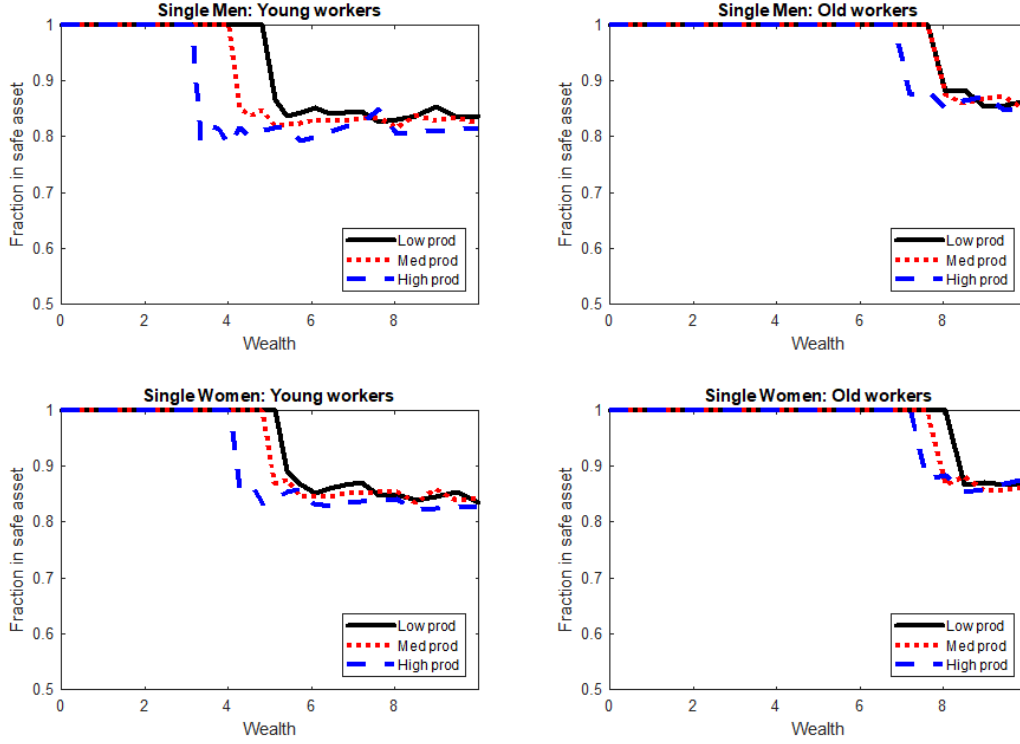 Single Men: Young workers
1
0.9
0.8
0.7
0.6
0.5
Fraction in safe asset
0 2 4 6 8
Wealth
Low prod
Med prod
High prod
Single Men: Old workers
1
0.9
0.8
0.7
0.6
0.5
Fraction in safe asset
0 2 4 6 8
Wealth
Low prod
Med prod
High prod
Single Women: Young workers
1
0.9
0.8
0.7
0.6
0.5
Fraction in safe asset
0 2 4 6 8
Wealth
Low prod
Med prod
High prod
Single Women: Old workers
1
0.9
0.8
0.7
0.6
0.5
Fraction in safe asset
0 2 4 6 8
Wealth
Low prod
Med prod
High prod